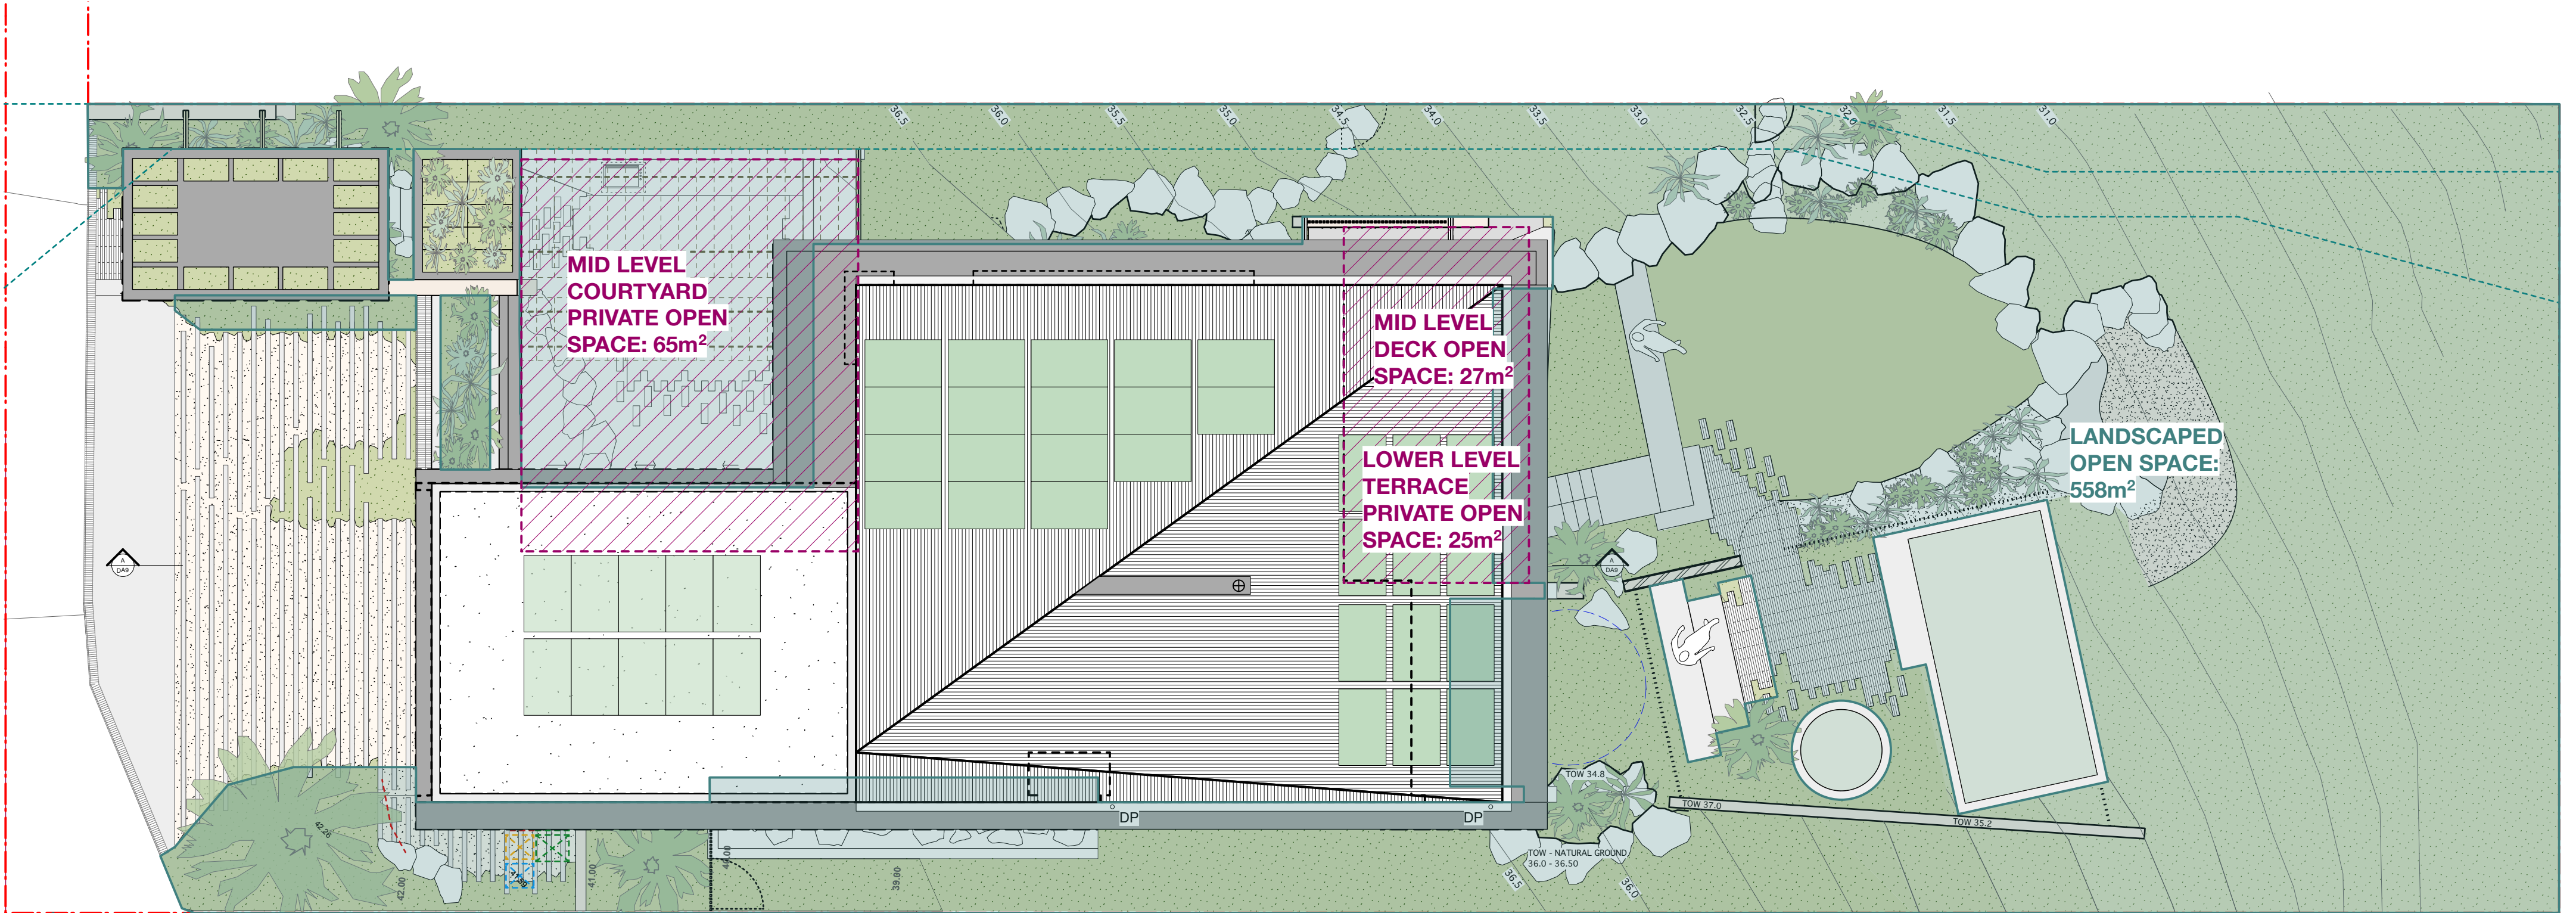 36.5
36.0
35.5
35.0
34.5
34.0
33.5
33.0
32.5
32.0
31.5
31.0
MID LEVEL
COURTYARD
PRIVATE OPEN
SPACE: 65m²
MID LEVEL
DECK OPEN
SPACE: 27m²
LOWER LEVEL
TERRACE
PRIVATE OPEN
SPACE: 25m²
LANDSCAPED
OPEN SPACE:
558m²
A
DA9
A
DA9
TOW 34.8
TOW 37.0
TOW 35.2
DP
DP
42.26
TOW - NATURAL GROUND
36.0 - 36.50
42.00
41.00
40.00
39.00
36.5
36.0